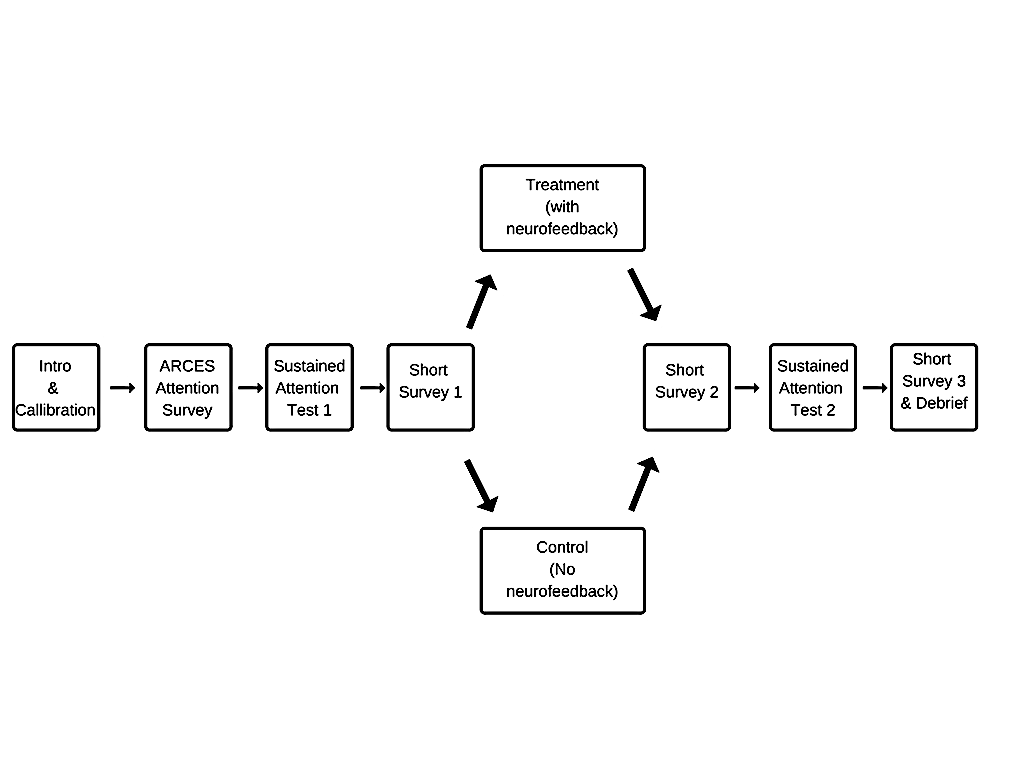 Intro
&
Callibration
ARCES
Attention
Survey
Sustained
Attention
Test 1
Short
Survey 1
Treatment
(with
neurofeedback)
Control
(No
neurofeedback)
Short
Survey 2
Sustained
Attention
Test 2
Short
Survey 3
& Debrief